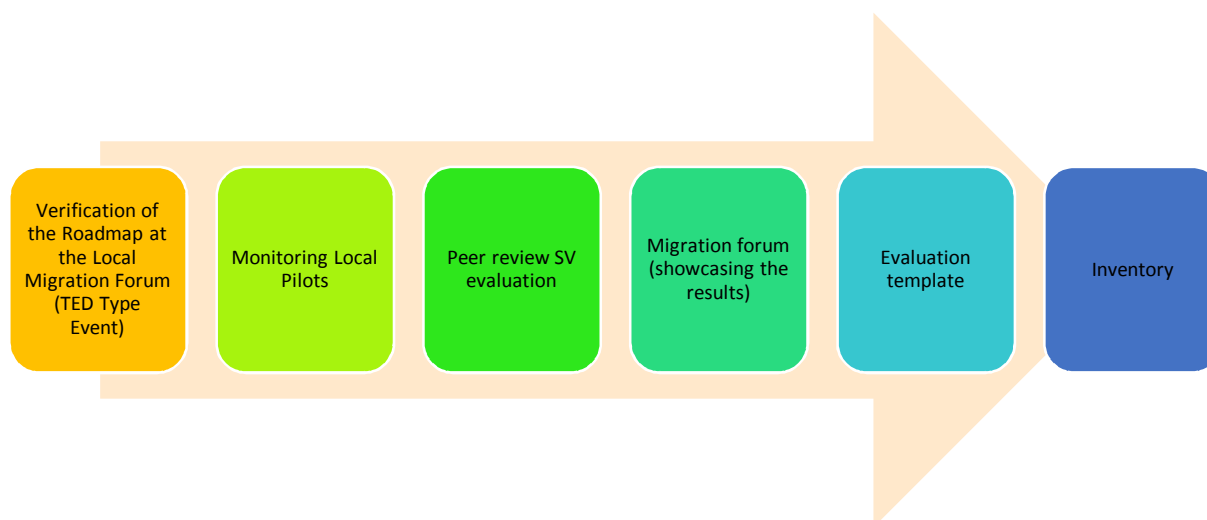 Verification of
the Roadmap at
the Local
Migration Forum
(TED Type
Event)
Monitoring Local
Pilots
Peer review SV
evaluation
Migration forum
(showcasing the
results)
Evaluation
template
Inventory